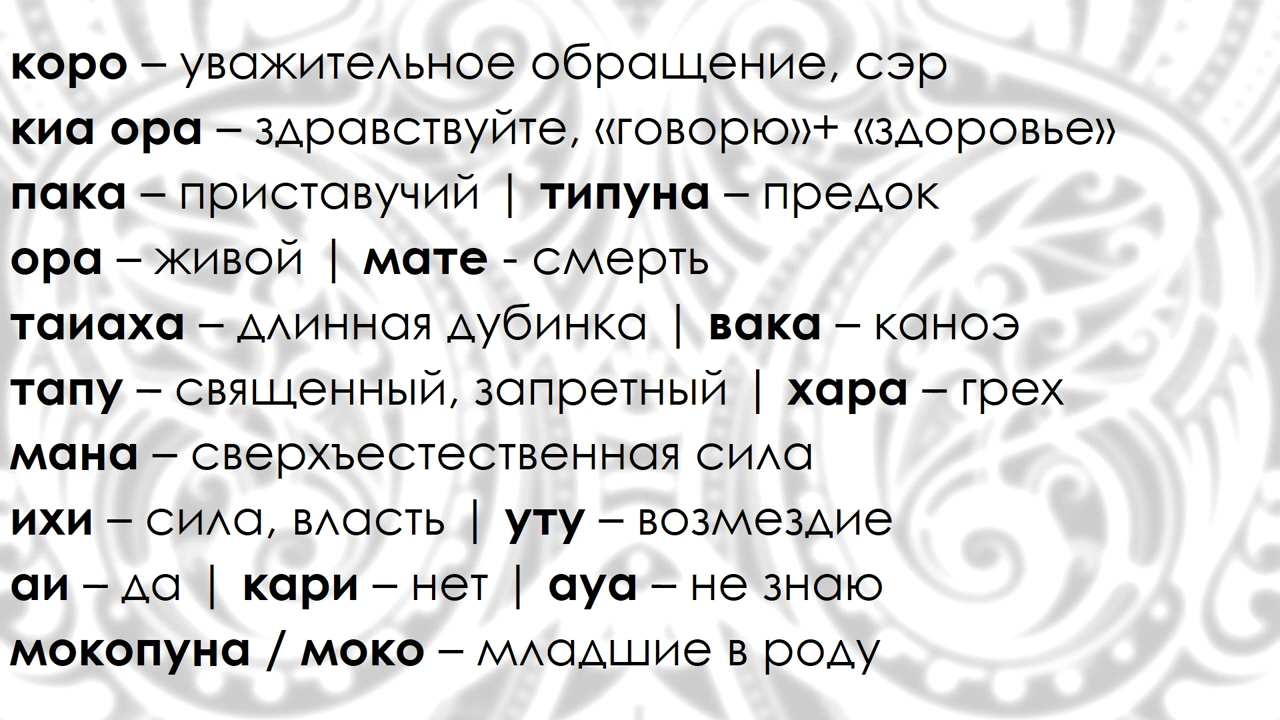 коро – уважительное обращение, сэр
киа ора – здравствуйте, «говорю»+ «здоровье»
пака – приставучий | типуна – предок
ора – живой | мате - смерть
таиаха – длинная дубинка | вака – каноэ
тапу – священный, запретный | хара – грех
мана – сверхъестественная сила
ихи – сила, власть | уту – возмездие
аи – да | кари – нет | ауа – не знаю
мокопуна / моко – младшие в роду